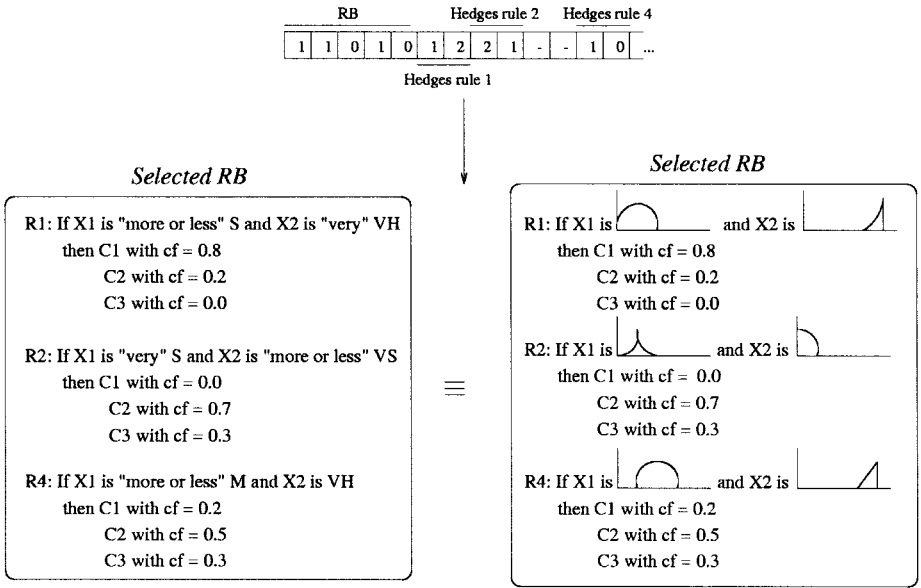 RB Hedges rule 2 Hedges rule 4
1 1 0 1 0 1 2 2 1 - - 1 0 ...
Hedges rule 1
Selected RB
R1: If X1 is "more or less" S and X2 is "very" VH
then C1 with cf = 0.8
C2 with cf = 0.2
C3 with cf = 0.0
R2: If X1 is "very" S and X2 is "more or less" VS
then C1 with cf = 0.0
C2 with cf = 0.7
C3 with cf = 0.3
R4: If X1 is "more or less" M and X2 is VH
then C1 with cf = 0.2
C2 with cf = 0.5
C3 with cf = 0.3
≡
Selected RB
R1: If X1 is and X2 is
then C1 with cf = 0.8
C2 with cf = 0.2
C3 with cf = 0.0
R2: If X1 is and X2 is
then C1 with cf = 0.0
C2 with cf = 0.7
C3 with cf = 0.3
R4: If X1 is and X2 is
then C1 with cf = 0.2
C2 with cf = 0.5
C3 with cf = 0.3